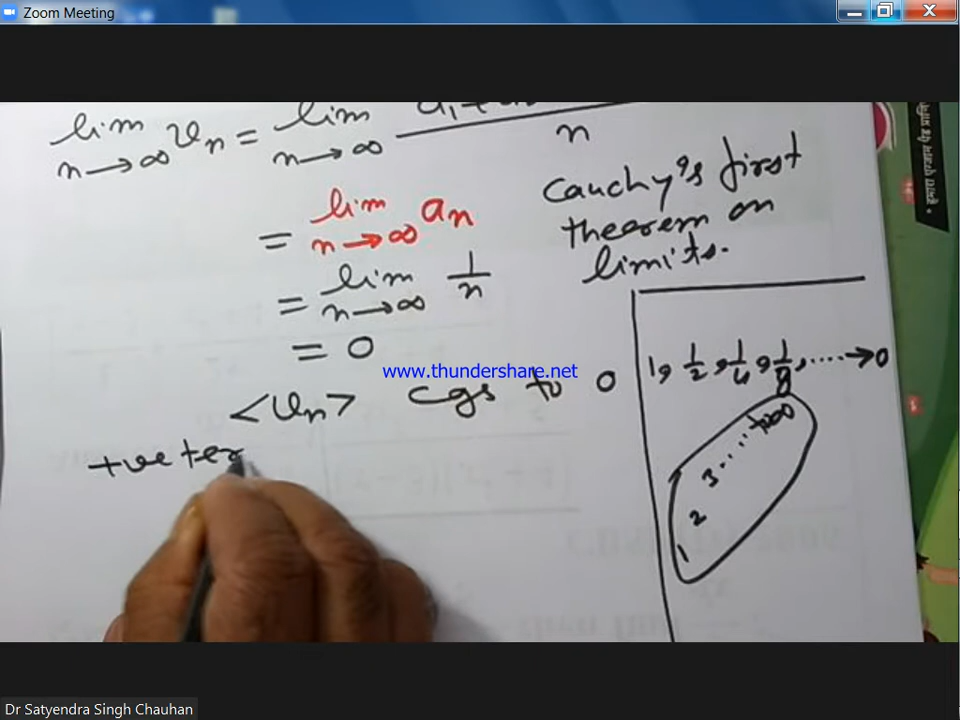 Zoom Meeting
lim n→∞ vn = lim n→∞ / n
= lim n→∞ an
Cauchy's first
theorem on
limits.
= lim n→∞ 1/n
= 0
www.thundershare.net
<vn> cgs to 0
1, 1/2, 1/4, 1/8, ....→0
+ve ter
1 2 3 .... to ∞
Dr Satyendra Singh Chauhan